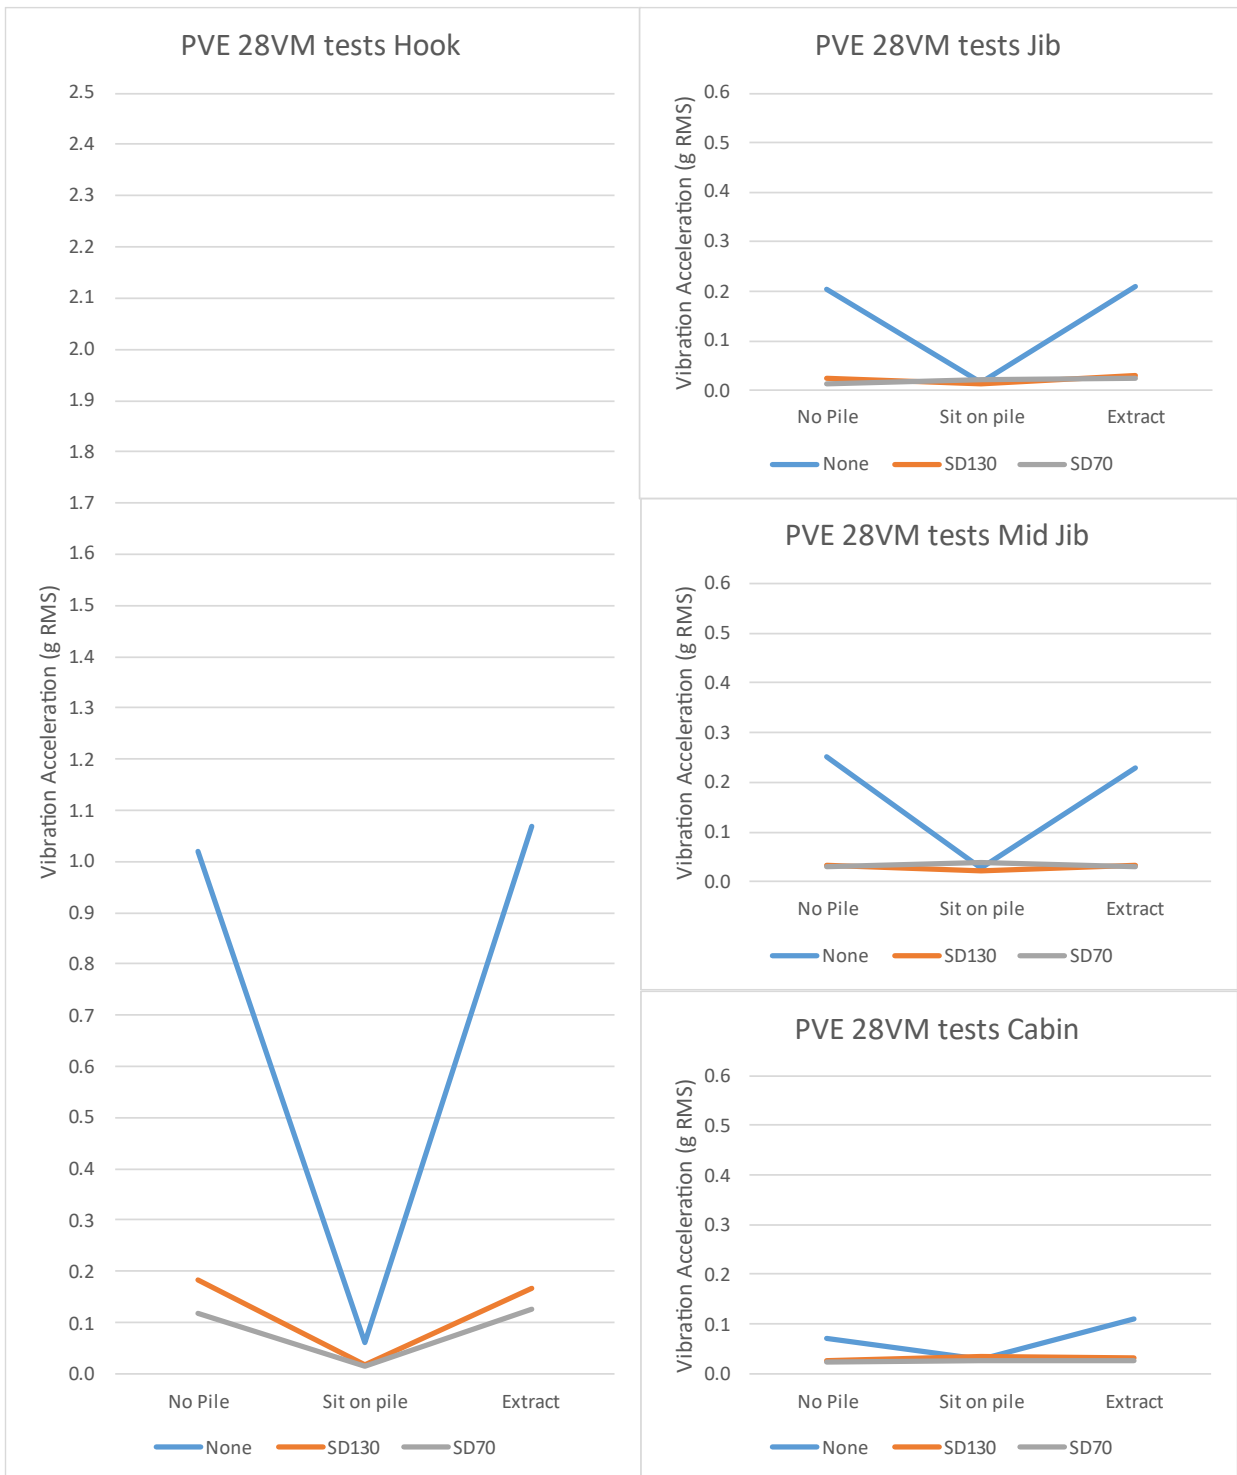 PVE 28VM tests Hook
Vibration Acceleration (g RMS)
2.5
2.4
2.3
2.2
2.1
2.0
1.9
1.8
1.7
1.6
1.5
1.4
1.3
1.2
1.1
1.0
0.9
0.8
0.7
0.6
0.5
0.4
0.3
0.2
0.1
0.0
No Pile Sit on pile Extract
None SD130 SD70
PVE 28VM tests Jib
Vibration Acceleration (g RMS)
0.6
0.5
0.4
0.3
0.2
0.1
0.0
No Pile Sit on pile Extract
None SD130 SD70
PVE 28VM tests Mid Jib
Vibration Acceleration (g RMS)
0.6
0.5
0.4
0.3
0.2
0.1
0.0
No Pile Sit on pile Extract
None SD130 SD70
PVE 28VM tests Cabin
Vibration Acceleration (g RMS)
0.6
0.5
0.4
0.3
0.2
0.1
0.0
No Pile Sit on pile Extract
None SD130 SD70